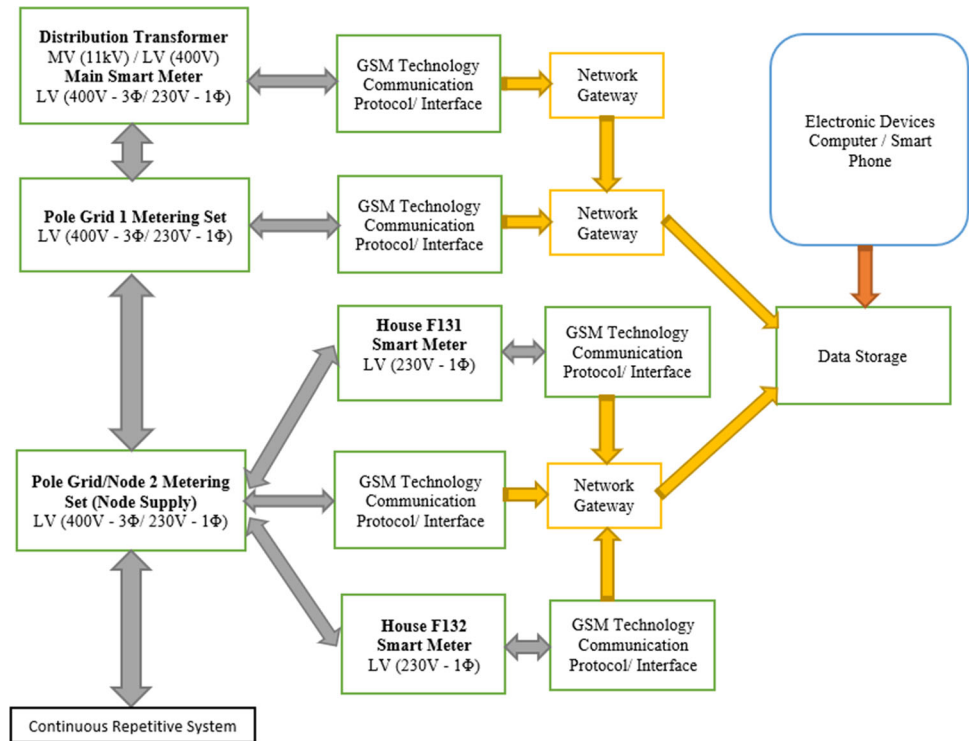 Distribution Transformer
MV (11kV) / LV (400V)
Main Smart Meter
LV (400V - 3Φ/ 230V - 1Φ)
GSM Technology
Communication
Protocol/ Interface
Network
Gateway
Electronic Devices
Computer / Smart
Phone
Pole Grid 1 Metering Set
LV (400V - 3Φ/ 230V - 1Φ)
GSM Technology
Communication
Protocol/ Interface
Network
Gateway
House F131
Smart Meter
LV (230V - 1Φ)
GSM Technology
Communication
Protocol/ Interface
Data Storage
Pole Grid/Node 2 Metering
Set (Node Supply)
LV (400V - 3Φ/ 230V - 1Φ)
GSM Technology
Communication
Protocol/ Interface
Network
Gateway
House F132
Smart Meter
LV (230V - 1Φ)
GSM Technology
Communication
Protocol/ Interface
Continuous Repetitive System